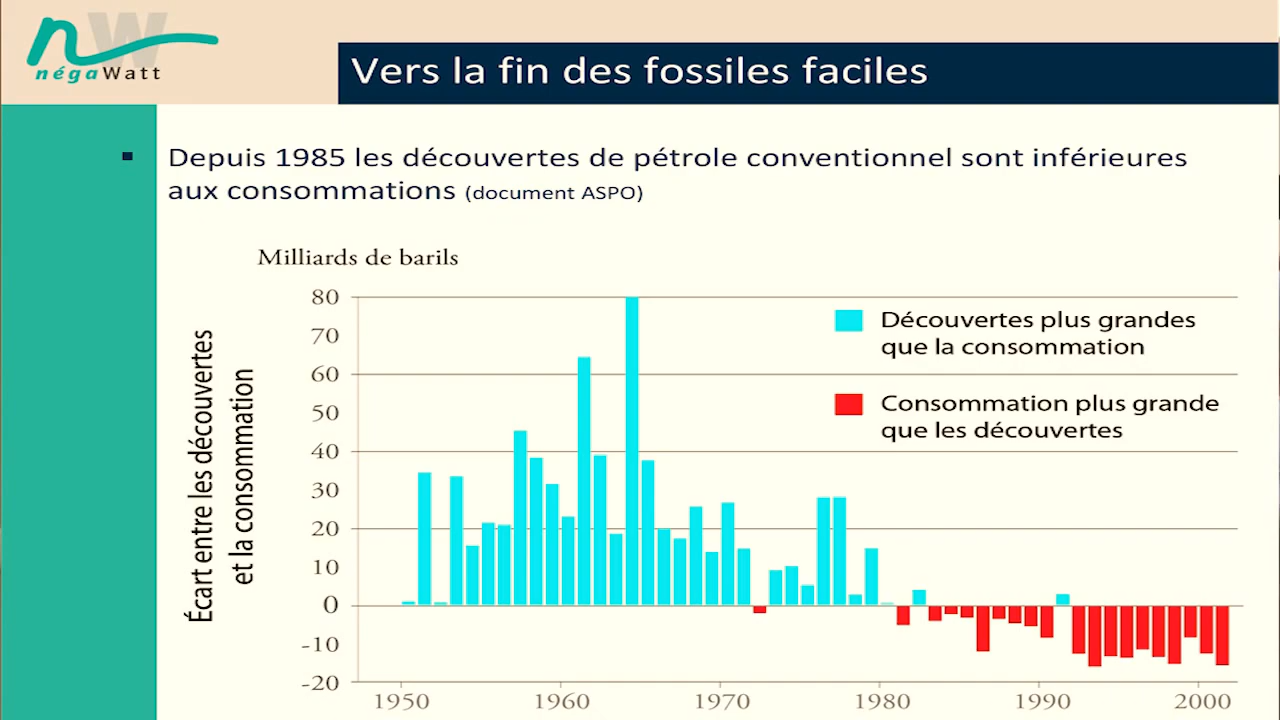 négaWatt
Vers la fin des fossiles faciles
Depuis 1985 les découvertes de pétrole conventionnel sont inférieures
aux consommations (document ASPO)
Milliards de barils
Écart entre les découvertes
et la consommation
80
70
60
50
40
30
20
10
0
-10
-20
Découvertes plus grandes
que la consommation
Consommation plus grande
que les découvertes
1950 1960 1970 1980 1990 2000